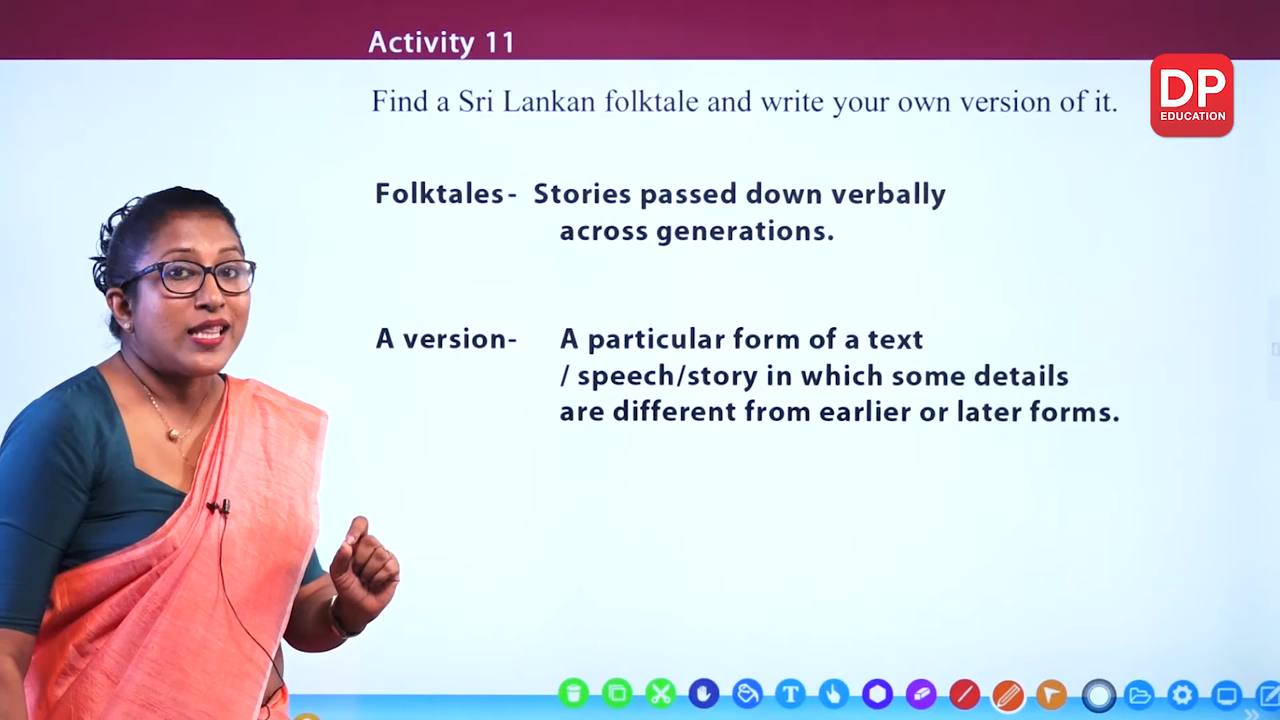 Activity 11
DP
EDUCATION
Find a Sri Lankan folktale and write your own version of it.
Folktales- Stories passed down verbally
across generations.
A version- A particular form of a text
/ speech/story in which some details
are different from earlier or later forms.
T